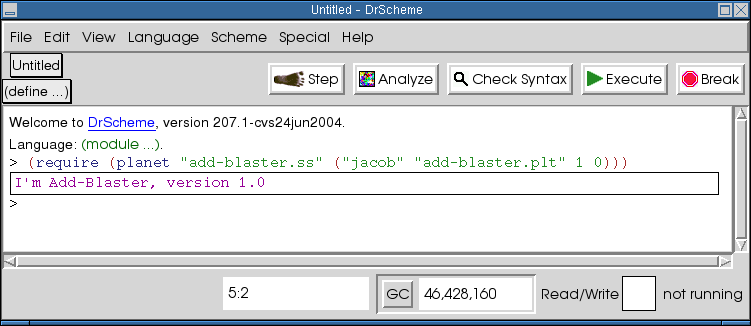 Untitled - DrScheme
File Edit View Language Scheme Special Help
Untitled
(define ...)
Step Analyze Check Syntax Execute Break
Welcome to DrScheme, version 207.1-cvs24jun2004.
Language: (module ...).
> (require (planet "add-blaster.ss" ("jacob" "add-blaster.plt" 1 0)))
I'm Add-Blaster, version 1.0
>
5:2 GC 46,428,160 Read/Write not running